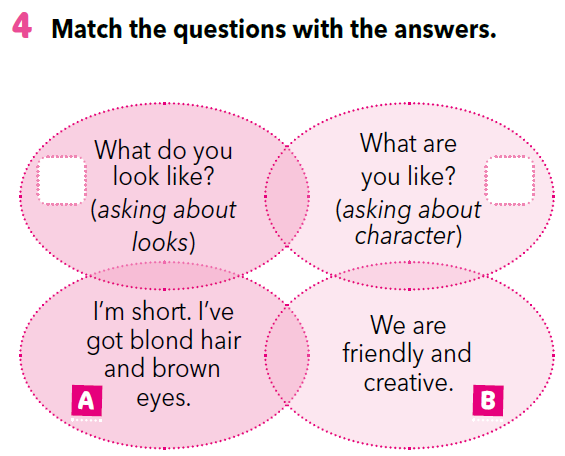 4 Match the questions with the answers.
What do you
look like?
(asking about
looks)
What are
you like?
(asking about
character)
I'm short. I've
got blond hair
and brown
eyes.
A
We are
friendly and
creative.
B